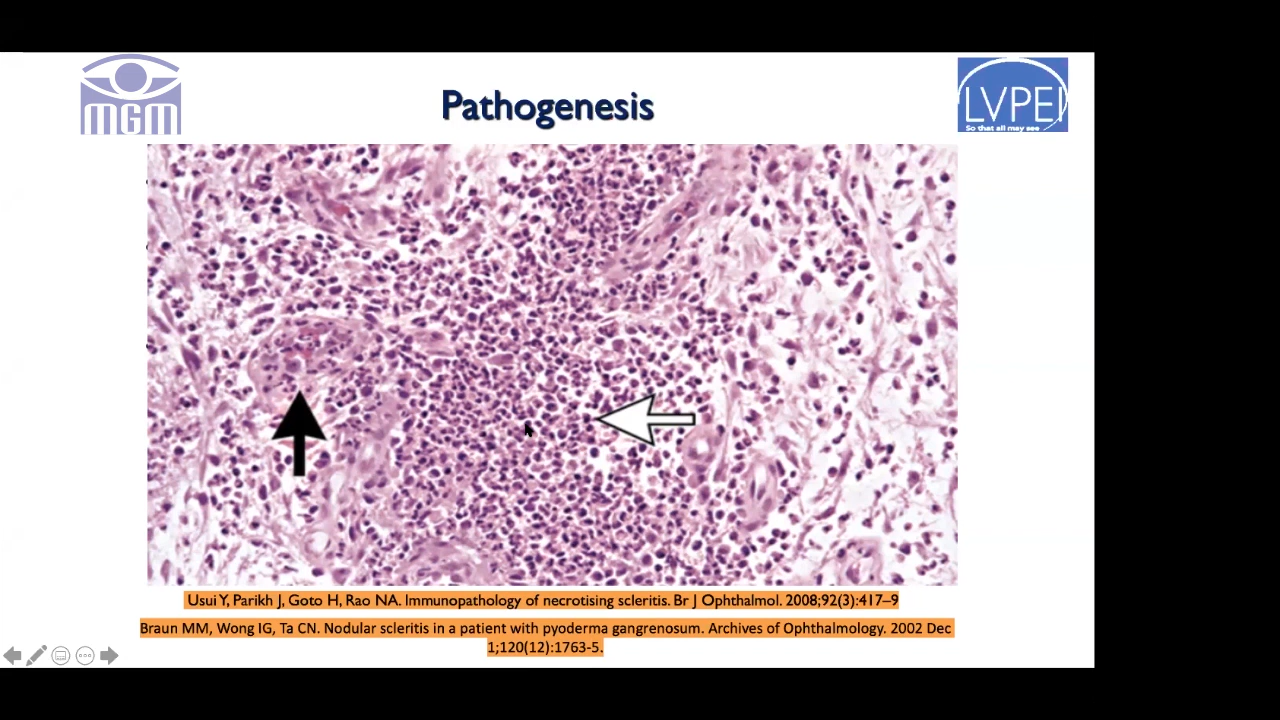 MGM
Pathogenesis
LVPEI
So that all may see
Usui Y, Parikh J, Goto H, Rao NA. Immunopathology of necrotising scleritis. Br J Ophthalmol. 2008;92(3):417–9
Braun MM, Wong IG, Ta CN. Nodular scleritis in a patient with pyoderma gangrenosum. Archives of Ophthalmology. 2002 Dec
1;120(12):1763-5.